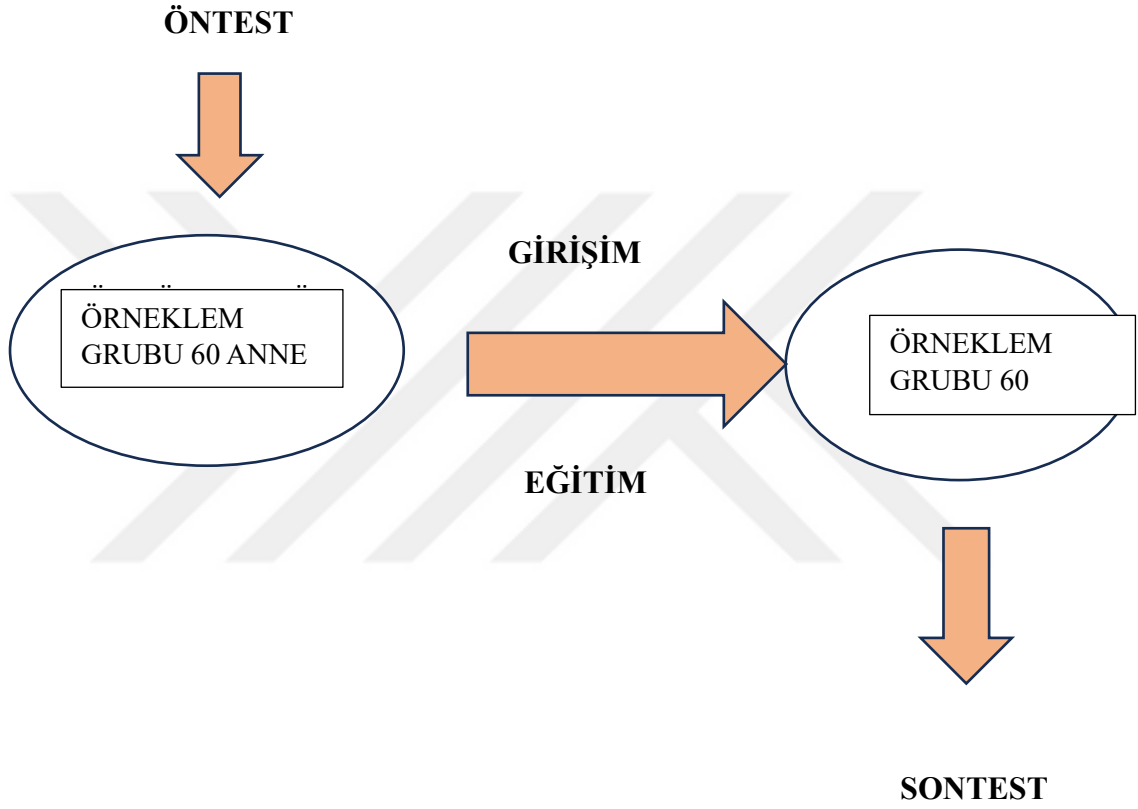 ÖNTEST
GİRİŞİM
ÖRNEKLEM
GRUBU 60 ANNE
ÖRNEKLEM
GRUBU 60
EĞİTİM
SONTEST